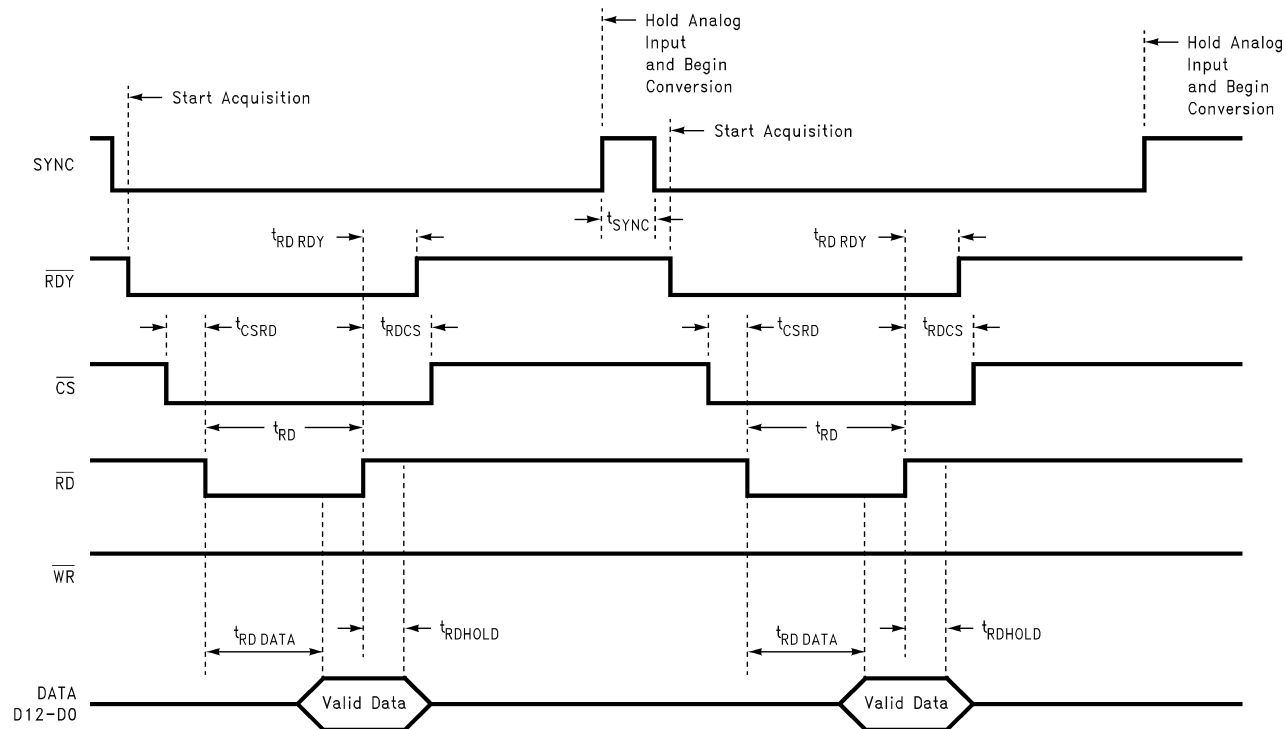 Hold Analog
Input
and Begin
Conversion
Hold Analog
Input
and Begin
Conversion
Start Acquisition
Start Acquisition
SYNC
tSYNC
tRD RDY
tRD RDY
RDY
tCSRD
tRDCS
tCSRD
tRDCS
CS
tRD
tRD
RD
WR
tRD DATA
tRDHOLD
tRD DATA
tRDHOLD
DATA
D12-D0
Valid Data
Valid Data